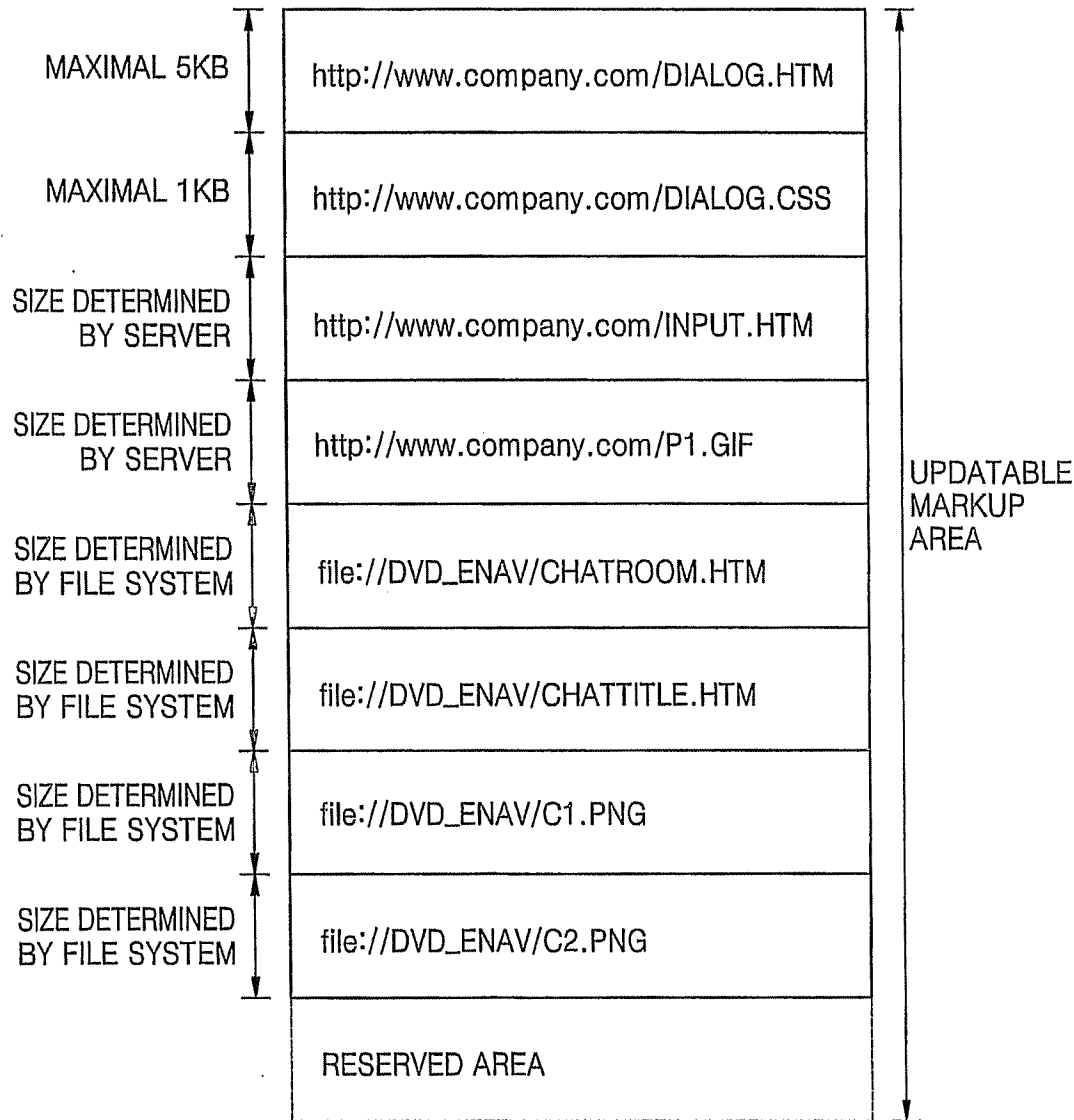 MAXIMAL 5KB
http://www.company.com/DIALOG.HTM
MAXIMAL 1KB
http://www.company.com/DIALOG.CSS
SIZE DETERMINED
BY SERVER
http://www.company.com/INPUT.HTM
SIZE DETERMINED
BY SERVER
http://www.company.com/P1.GIF
UPDATABLE
MARKUP
AREA
SIZE DETERMINED
BY FILE SYSTEM
file://DVD_ENAV/CHATROOM.HTM
SIZE DETERMINED
BY FILE SYSTEM
file://DVD_ENAV/CHATTITLE.HTM
SIZE DETERMINED
BY FILE SYSTEM
file://DVD_ENAV/C1.PNG
SIZE DETERMINED
BY FILE SYSTEM
file://DVD_ENAV/C2.PNG
RESERVED AREA